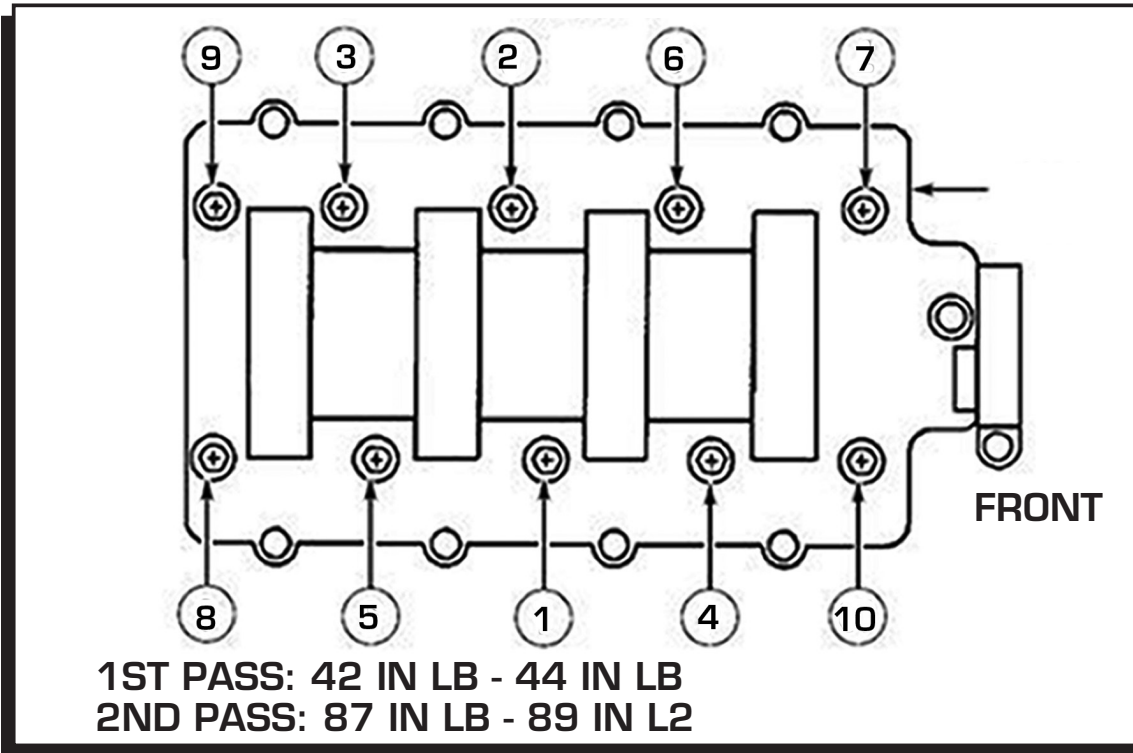 9 3 2 6 7
FRONT
8 5 1 4 10
1ST PASS: 42 IN LB - 44 IN LB
2ND PASS: 87 IN LB - 89 IN L2